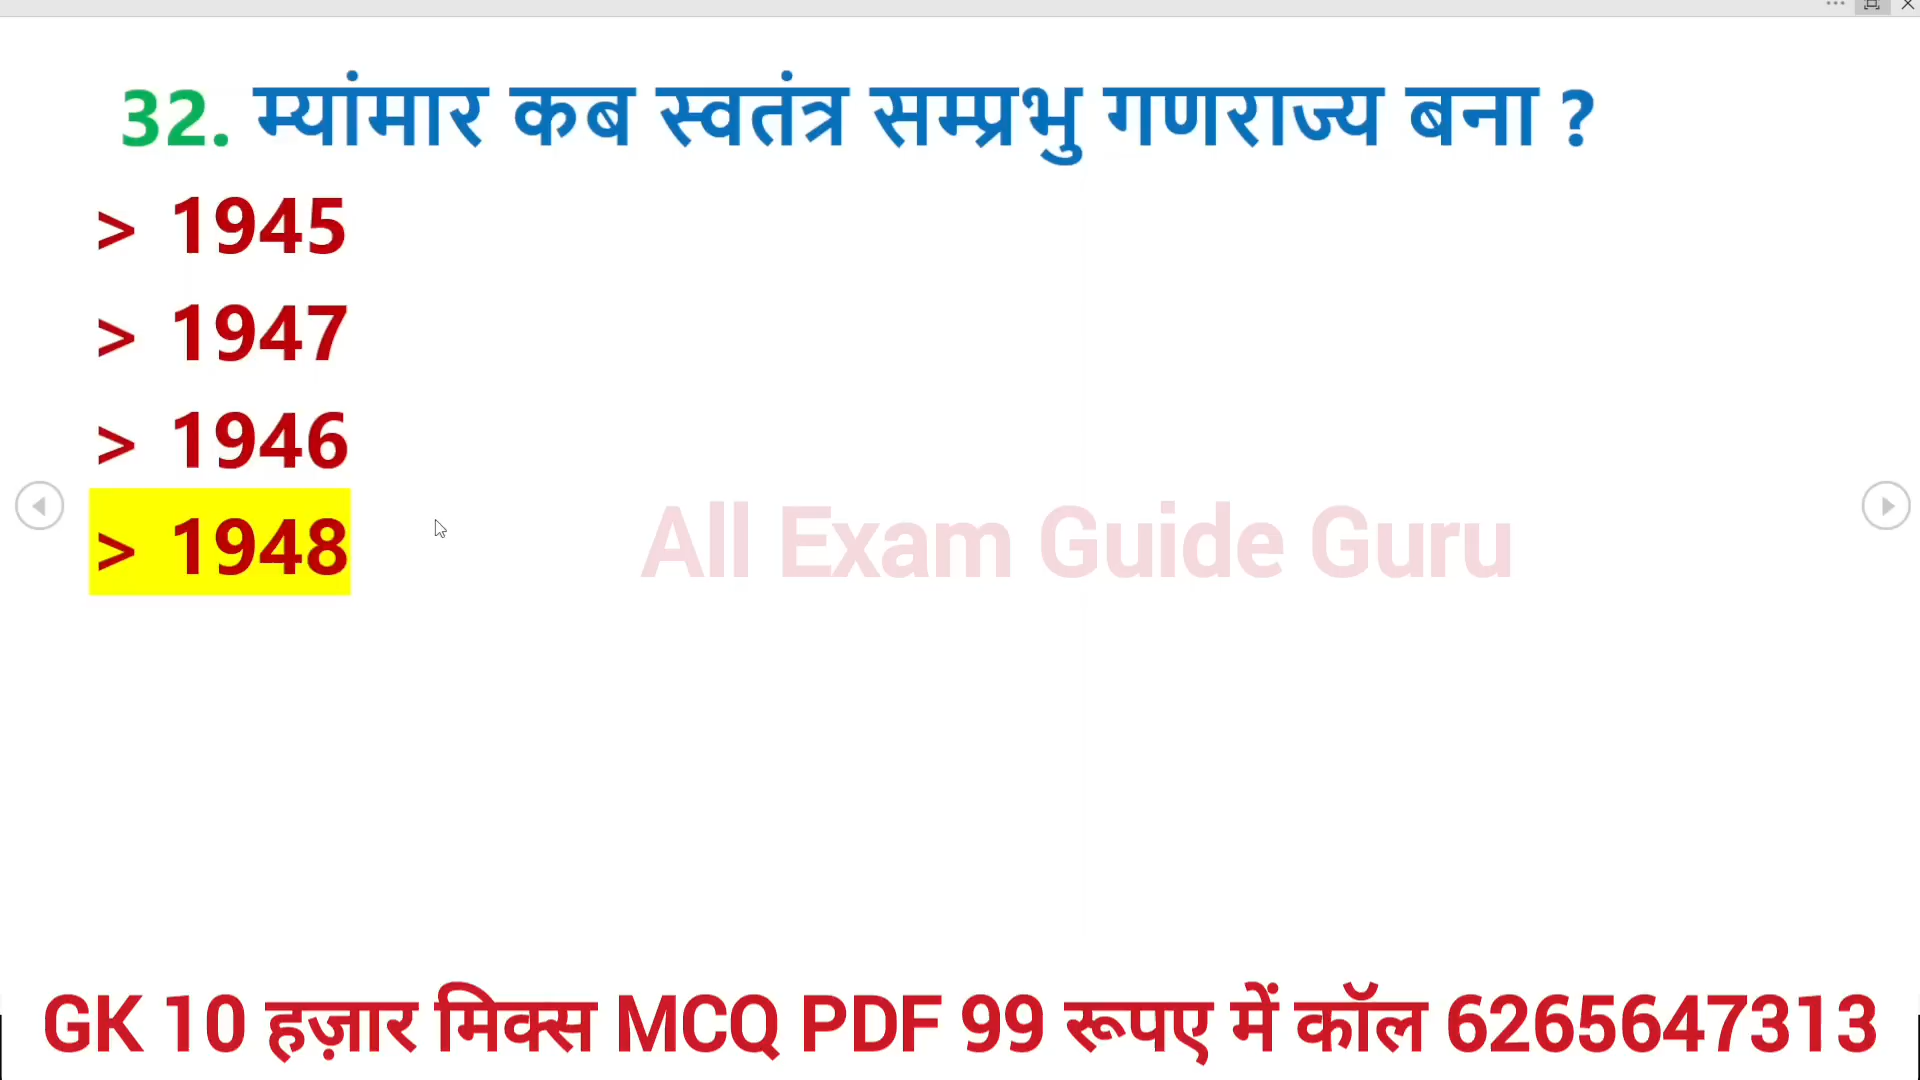 32. म्यांमार कब स्वतंत्र सम्प्रभु गणराज्य बना ?
> 1945
> 1947
> 1946
> 1948
All Exam Guide Guru
GK 10 हज़ार मिक्स MCQ PDF 99 रूपए में कॉल 6265647313